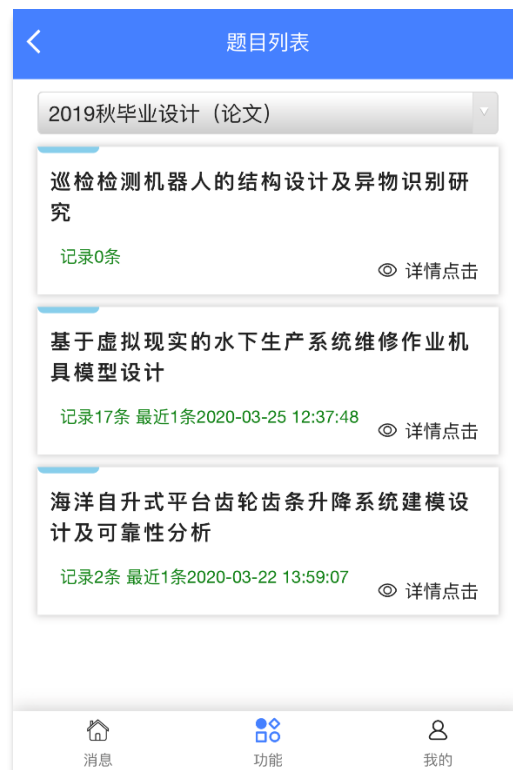 题目列表
2019秋毕业设计（论文）
巡检检测机器人的结构设计及异物识别研
究
记录0条
详情点击
基于虚拟现实的水下生产系统维修作业机
具模型设计
记录17条 最近1条2020-03-25 12:37:48
详情点击
海洋自升式平台齿轮齿条升降系统建模设
计及可靠性分析
记录2条 最近1条2020-03-22 13:59:07
详情点击
消息 功能 我的